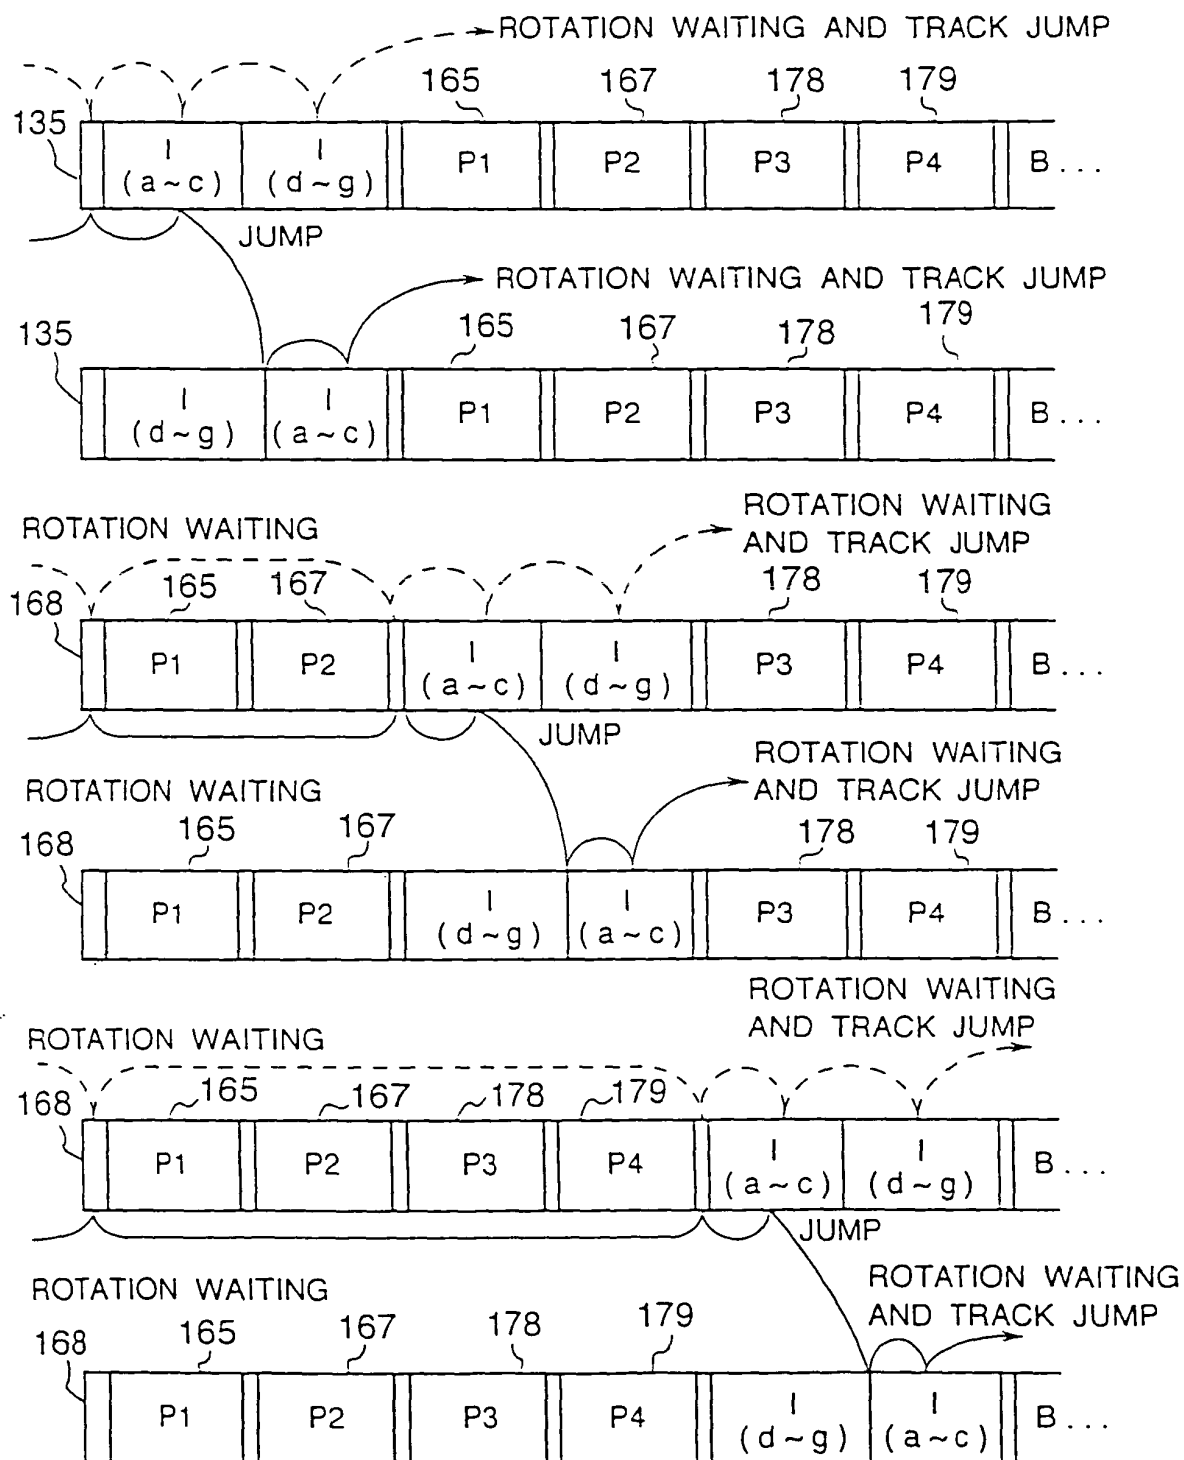 ROTATION WAITING AND TRACK JUMP
165 167 178 179
135
I (a~c) I (d~g) P1 P2 P3 P4 B...
JUMP
ROTATION WAITING AND TRACK JUMP
135 165 167 178 179
I (d~g) I (a~c) P1 P2 P3 P4 B...
ROTATION WAITING
ROTATION WAITING
AND TRACK JUMP
168 165 167 178 179
P1 P2 I (a~c) I (d~g) P3 P4 B...
JUMP
ROTATION WAITING
ROTATION WAITING
AND TRACK JUMP
168 165 167 178 179
P1 P2 I (d~g) I (a~c) P3 P4 B...
ROTATION WAITING
AND TRACK JUMP
ROTATION WAITING
168 165 167 178 179
P1 P2 P3 P4 I (a~c) I (d~g) B...
JUMP
ROTATION WAITING
ROTATION WAITING
AND TRACK JUMP
168 165 167 178 179
P1 P2 P3 P4 I (d~g) I (a~c) B...